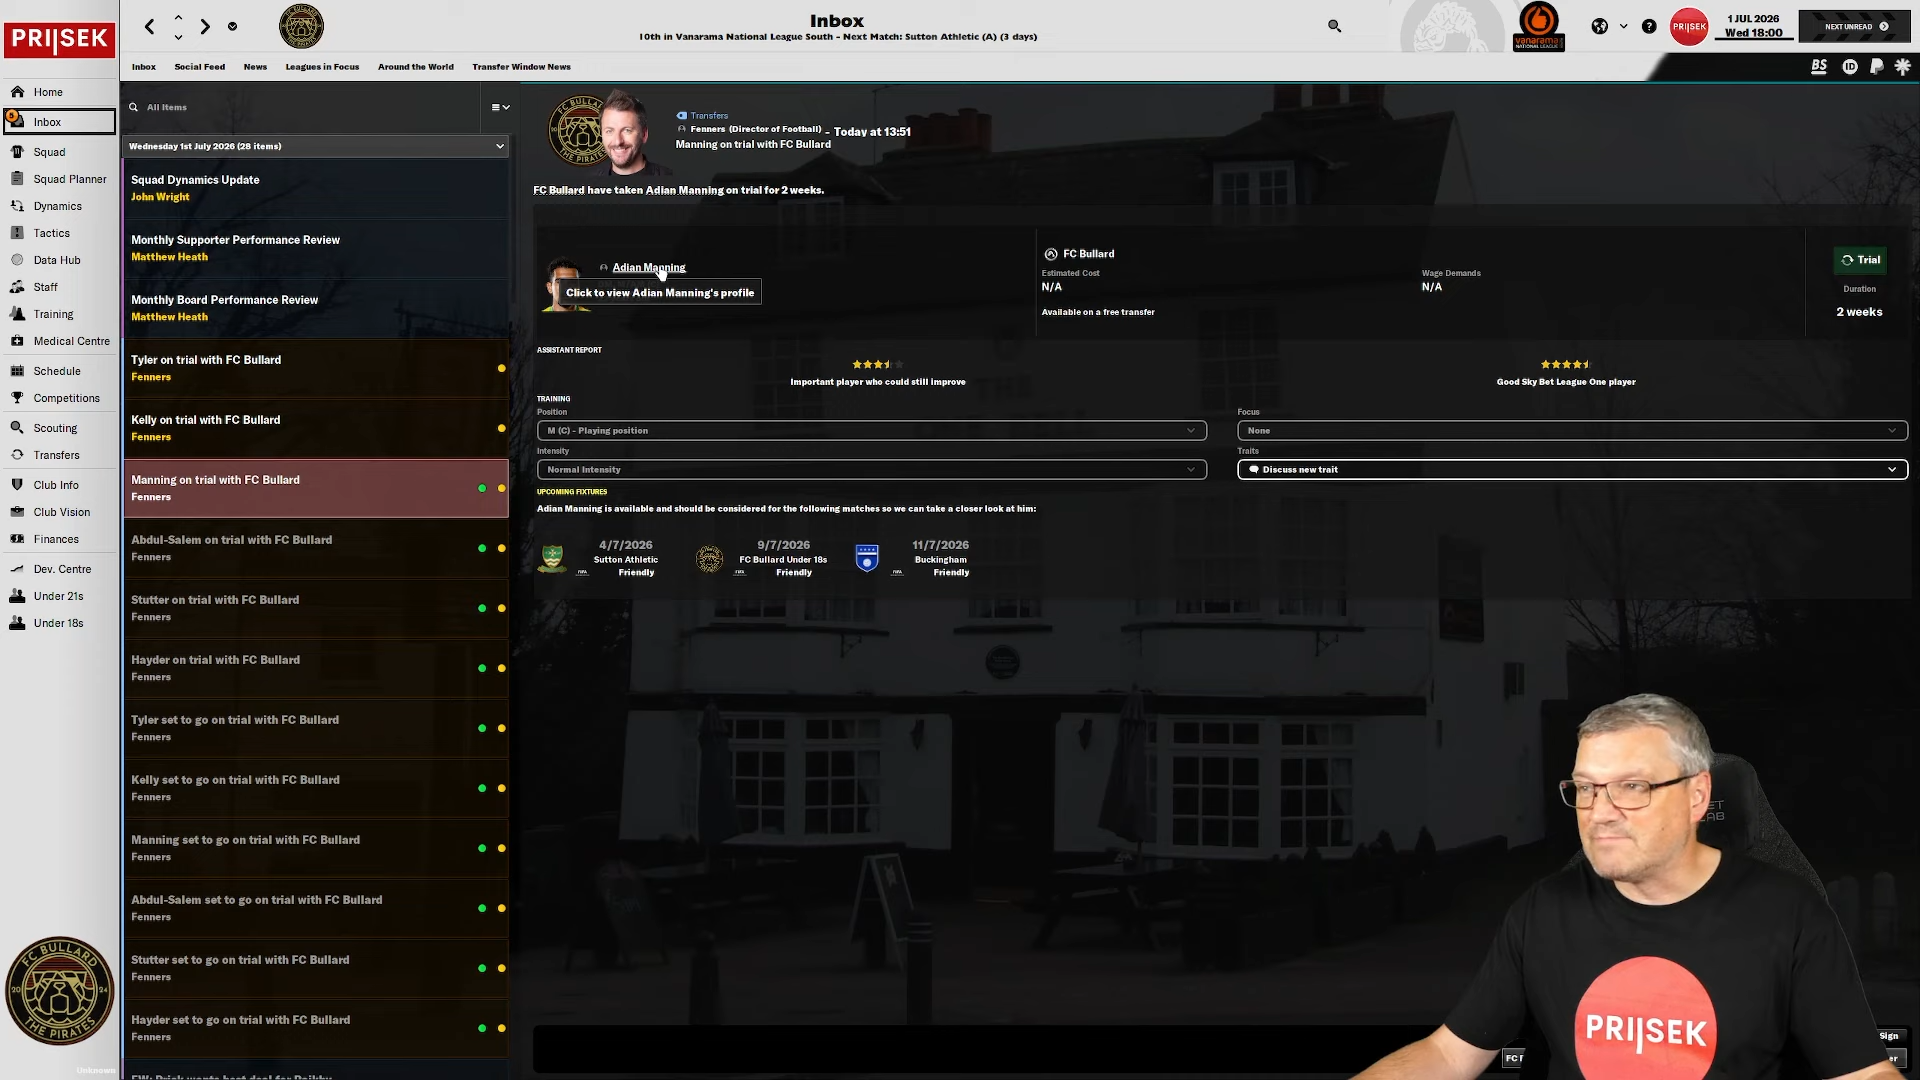 PRIJSEK
Inbox
10th in Vanarama National League South - Next Match: Sutton Athletic (A) (3 days)
vanarama
NATIONAL LEAGUE
PRIJSEK
1 JUL 2026
Wed 18:00
NEXT UNREAD
Inbox
Social Feed
News
Leagues in Focus
Around the World
Transfer Window News
BS
ID
Home
5
Inbox
Squad
Squad Planner
Dynamics
Tactics
Data Hub
Staff
Training
Medical Centre
Schedule
Competitions
Scouting
Transfers
Club Info
Club Vision
Finances
Dev. Centre
Under 21s
Under 18s
FC BULLARD
20 24
THE PIRATES
Unknown
All Items
Wednesday 1st July 2026 (28 items)
Squad Dynamics Update
John Wright
Monthly Supporter Performance Review
Matthew Heath
Monthly Board Performance Review
Matthew Heath
Tyler on trial with FC Bullard
Fenners
Kelly on trial with FC Bullard
Fenners
Manning on trial with FC Bullard
Fenners
Abdul-Salem on trial with FC Bullard
Fenners
Stutter on trial with FC Bullard
Fenners
Hayder on trial with FC Bullard
Fenners
Tyler set to go on trial with FC Bullard
Fenners
Kelly set to go on trial with FC Bullard
Fenners
Manning set to go on trial with FC Bullard
Fenners
Abdul-Salem set to go on trial with FC Bullard
Fenners
Stutter set to go on trial with FC Bullard
Fenners
Hayder set to go on trial with FC Bullard
Fenners
Transfers
Fenners (Director of Football) - Today at 13:51
Manning on trial with FC Bullard
FC Bullard have taken Adian Manning on trial for 2 weeks.
Adian Manning
Click to view Adian Manning's profile
FC Bullard
Estimated Cost
N/A
Wage Demands
N/A
Available on a free transfer
Trial
Duration
2 weeks
ASSISTANT REPORT
Important player who could still improve
Good Sky Bet League One player
TRAINING
Position
M (C) - Playing position
Focus
None
Intensity
Normal Intensity
Traits
Discuss new trait
UPCOMING FIXTURES
Adian Manning is available and should be considered for the following matches so we can take a closer look at him:
4/7/2026
Sutton Athletic
Friendly
9/7/2026
FC Bullard Under 18s
Friendly
11/7/2026
Buckingham
Friendly
PRIJSEK
Sign